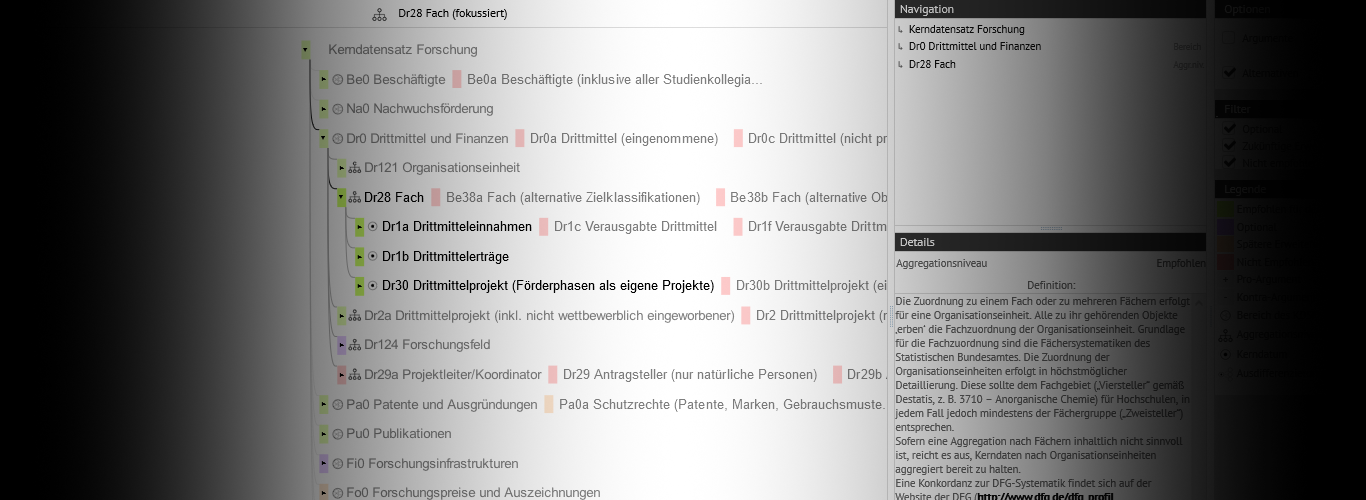 Dr28 Fach (fokussiert)
Kerndatensatz Forschung
Be0 Beschäftigte Be0a Beschäftigte (inklusive aller Studienkollegia...
Na0 Nachwuchsförderung
Dr0 Drittmittel und Finanzen Dr0a Drittmittel (eingenommene) Dr0c Drittmittel (nicht pr
Dr121 Organisationseinheit
Dr28 Fach Be38a Fach (alternative Zielklassifikationen) Be38b Fach (alternative Ob
Dr1a Drittmitteleinnahmen Dr1c Verausgabte Drittmittel Dr1f Verausgabte Drittm
Dr1b Drittmittelerträge
Dr30 Drittmittelprojekt (Förderphasen als eigene Projekte) Dr30b Drittmittelprojekt (ei
Dr2a Drittmittelprojekt (inkl. nicht wettbewerblich eingeworbener) Dr2 Drittmittelprojekt (r
Dr124 Forschungsfeld
Dr29a Projektleiter/Koordinator Dr29 Antragsteller (nur natürliche Personen) Dr29b
Pa0 Patente und Ausgründungen Pa0a Schutzrechte (Patente, Marken, Gebrauchsmuste.
Pu0 Publikationen
Fi0 Forschungsinfrastrukturen
Fo0 Forschungspreise und Auszeichnungen
Navigation
Kerndatensatz Forschung
Dr0 Drittmittel und Finanzen Bereich
Dr28 Fach
Details
Aggregationsniveau Empfohlen
Definition:
Die Zuordnung zu einem Fach oder zu mehreren Fächern erfolgt
für eine Organisationseinheit. Alle zu ihr gehörenden Objekte
‚erben' die Fachzuordnung der Organisationseinheit. Grundlage
für die Fachzuordnung sind die Fächersystematiken des
Statistischen Bundesamtes. Die Zuordnung der
Organisationseinheiten erfolgt in höchstmöglicher
Detaillierung. Diese sollte dem Fachgebiet („Viersteller“) gemäß
Destatis, z. B. 3710 – Anorganische Chemie) für Hochschulen, in
jedem Fall jedoch mindestens der Fächergruppe („Zweisteller“)
entsprechen.
Sofern eine Aggregation nach Fächern inhaltlich nicht sinnvoll
ist, reicht es aus, Kerndaten nach Organisationseinheiten
aggregiert bereit zu halten.
Eine Konkordanz zur DFG-Systematik findet sich auf der
Website der DFG (http://www.dfg.de/dfg_profil
Optionen
Filter
Legende